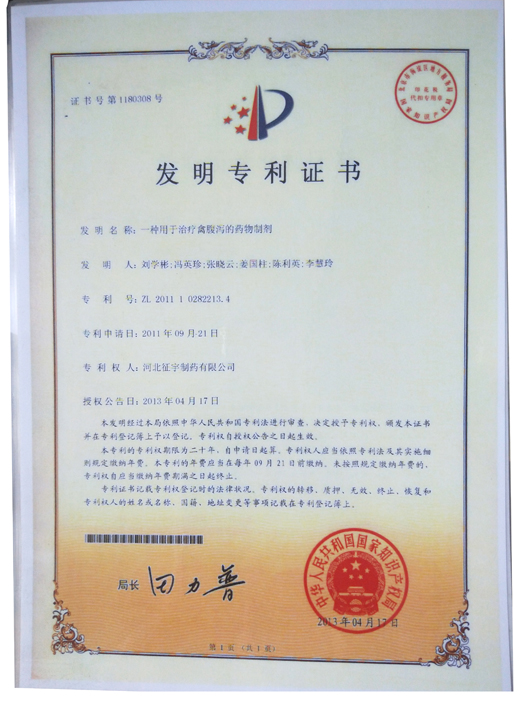 证书号第1180308号
印花税
代扣专用章
国家知识产权局
发明专利证书
发 明 名 称：一种用于治疗禽腹泻的药物制剂
发 明 人：刘学彬;冯英珍;张晓云;姜国柱;陈利英;李慧玲
专 利 号：ZL 2011 1 0282213.4
专利申请日：2011年09月21日
专 利 权 人：河北征宇制药有限公司
授权公告日：2013年04月17日
本发明经过本局依照中华人民共和国专利法进行审查，决定授予专利权，颁发本证书
并在专利登记簿上予以登记。专利权自授权公告之日起生效。
本专利的专利权期限为二十年，自申请日起算。专利权人应当依照专利法及其实施细
则规定缴纳年费。本专利的年费应当在每年09月21日前缴纳。未按照规定缴纳年费的，
专利权自应当缴纳年费期满之日起终止。
专利证书记载专利权登记时的法律状况。专利权的转移、质押、无效、终止、恢复和
专利权人的姓名或名称、国籍、地址变更等事项记载在专利登记簿上。
局长 田力普
中华人民共和国国家知识产权局
2013年04月17日
第1页（共1页）